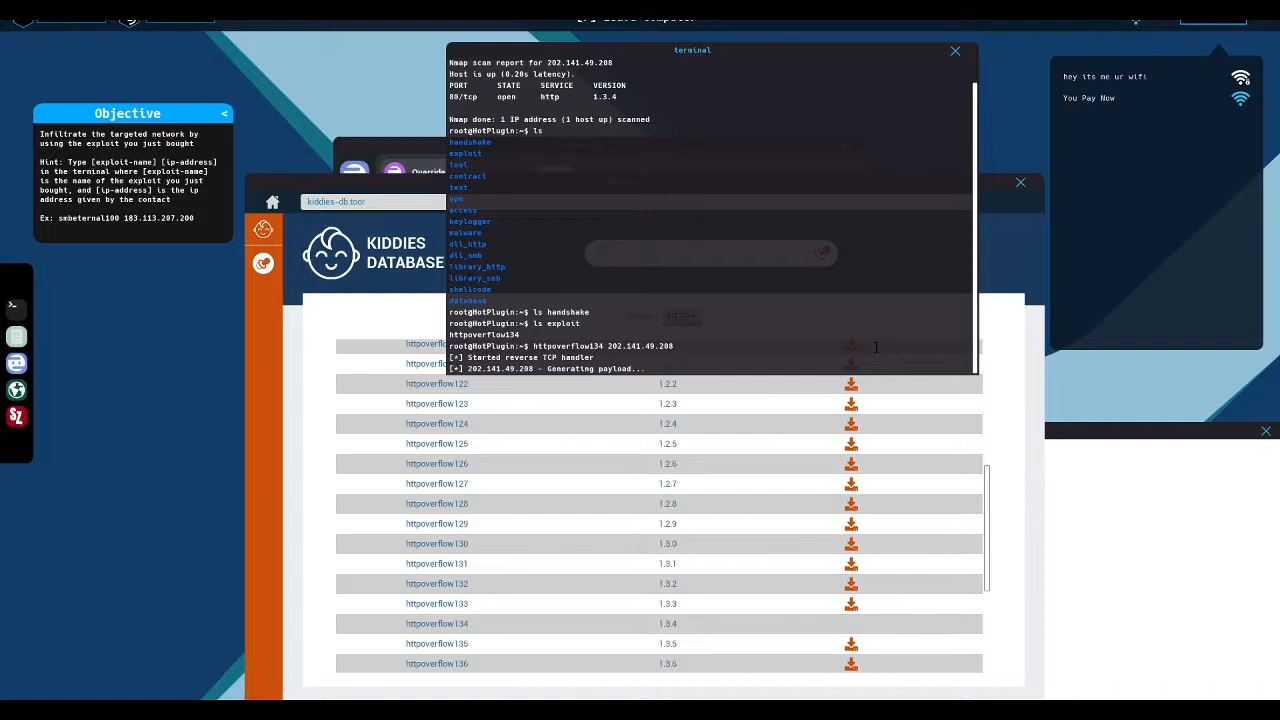 terminal
Nmap scan report for 202.141.49.208
Host is up (0.20s latency).
PORT STATE SERVICE VERSION
80/tcp open http 1.3.4
Nmap done: 1 IP address (1 host up) scanned
root@HotPlugin:~$ ls
handshake
exploit
tool
contract
text
vpn
access
keylogger
malware
dll_http
dll_smb
library_http
library_smb
shellcode
database
root@HotPlugin:~$ ls handshake
root@HotPlugin:~$ ls exploit
httpoverflow134
root@HotPlugin:~$ httpoverflow134 202.141.49.208
[*] Started reverse TCP handler
[*] 202.141.49.208 - Generating payload...
hey its me ur wifi
You Pay Now
Objective <
Infiltrate the targeted network by
using the exploit you just bought
Hint: Type [exploit-name] [ip-address]
in the terminal where [exploit-name]
is the name of the exploit you just
bought, and [ip-address] is the ip
address given by the contact
Ex: smbeternal100 183.113.207.200
Override
kiddies-db.toor
KIDDIES
DATABASE
HTTP
httpoverflow122 1.2.2
httpoverflow123 1.2.3
httpoverflow124 1.2.4
httpoverflow125 1.2.5
httpoverflow126 1.2.6
httpoverflow127 1.2.7
httpoverflow128 1.2.8
httpoverflow129 1.2.9
httpoverflow130 1.3.0
httpoverflow131 1.3.1
httpoverflow132 1.3.2
httpoverflow133 1.3.3
httpoverflow134 1.3.4
httpoverflow135 1.3.5
httpoverflow136 1.3.6